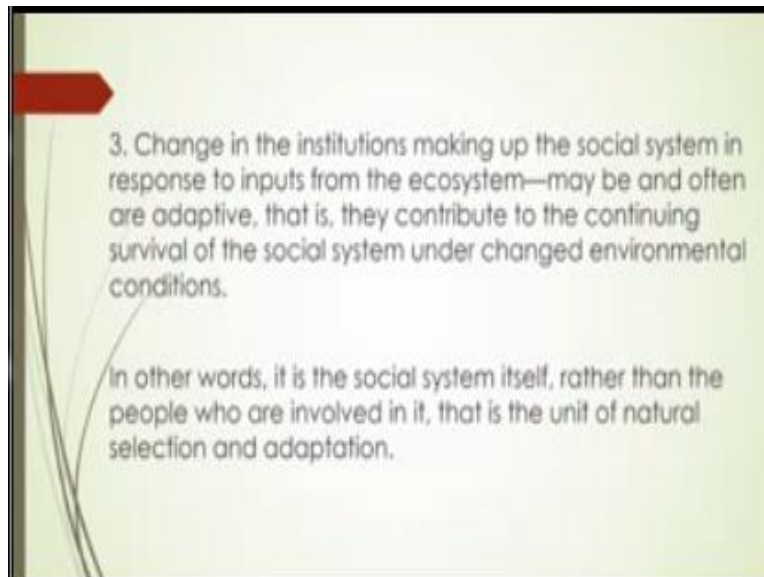 3. Change in the institutions making up the social system in
response to inputs from the ecosystem—may be and often
are adaptive, that is, they contribute to the continuing
survival of the social system under changed environmental
conditions.
In other words, it is the social system itself, rather than the
people who are involved in it, that is the unit of natural
selection and adaptation.